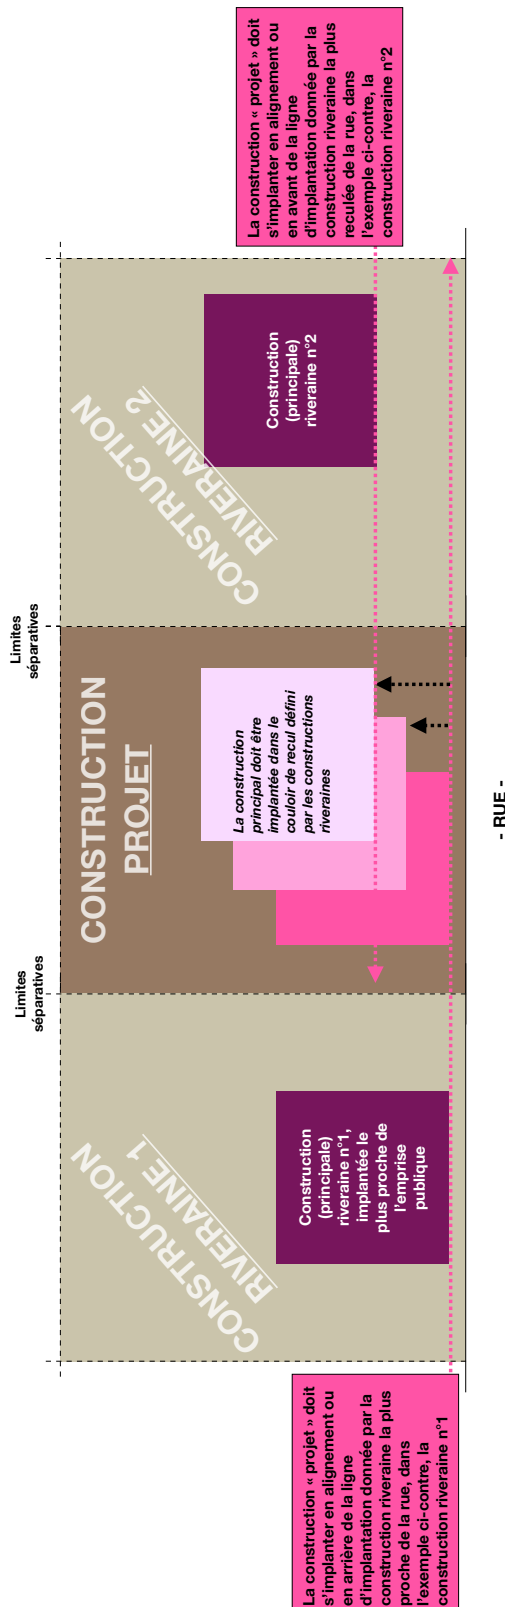 La construction « projet » doit
s'implanter en alignement ou
en arrière de la ligne
d'implantation donnée par la
construction riveraine la plus
proche de la rue, dans
l'exemple ci-contre, la
construction riveraine n°1
CONSTRUCTION
RIVERAINE 1
Construction
(principale)
riveraine n°1,
implantée le
plus proche de
l'emprise
publique
Limites
séparatives
CONSTRUCTION
PROJET
La construction
principal doit être
implantée dans le
couloir de recul défini
par les constructions
riveraines
- RUE -
Limites
séparatives
CONSTRUCTION
RIVERAINE 2
Construction
(principale)
riveraine n°2
La construction « projet » doit
s'implanter en alignement ou
en avant de la ligne
d'implantation donnée par la
construction riveraine la plus
reculée de la rue, dans
l'exemple ci-contre, la
construction riveraine n°2